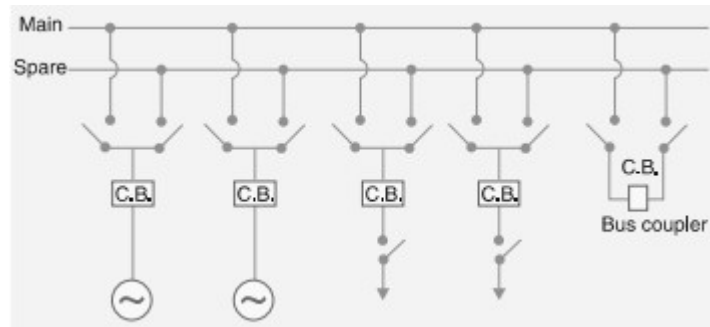 Main
Spare
C.B.
C.B. C.B. C.B. C.B.
Bus coupler